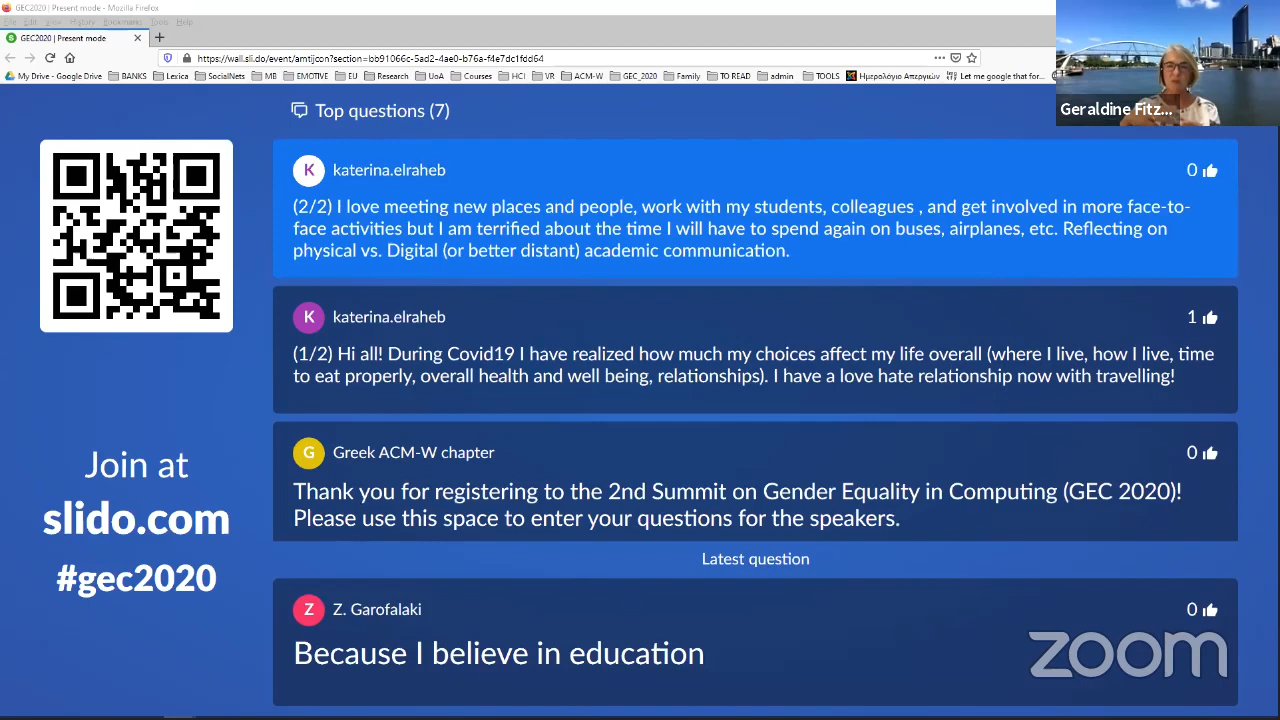 GEC2020 | Present mode - Mozilla Firefox
File Edit View History Bookmarks Tools Help
GEC2020 | Present mode
https://wall.sli.do/event/amtijcon?section=bb91066c-5ad2-4ae0-b76a-f4e7dc1fdd64
My Drive - Google Drive BANKS Lexica SocialNets MB EMOTIVE EU Research UoA Courses HCI VR ACM-W GEC_2020 Family TO READ admin TOOLS Ημερολόγιο Απεργιών Let me google that for...
Geraldine Fitz...
Top questions (7)
K katerina.elraheb 0
(2/2) I love meeting new places and people, work with my students, colleagues , and get involved in more face-to-
face activities but I am terrified about the time I will have to spend again on buses, airplanes, etc. Reflecting on
physical vs. Digital (or better distant) academic communication.
K katerina.elraheb 1
(1/2) Hi all! During Covid19 I have realized how much my choices affect my life overall (where I live, how I live, time
to eat properly, overall health and well being, relationships). I have a love hate relationship now with travelling!
G Greek ACM-W chapter 0
Thank you for registering to the 2nd Summit on Gender Equality in Computing (GEC 2020)!
Please use this space to enter your questions for the speakers.
Latest question
Z Z. Garofalaki 0
Because I believe in education
Join at
slido.com
#gec2020
zoom